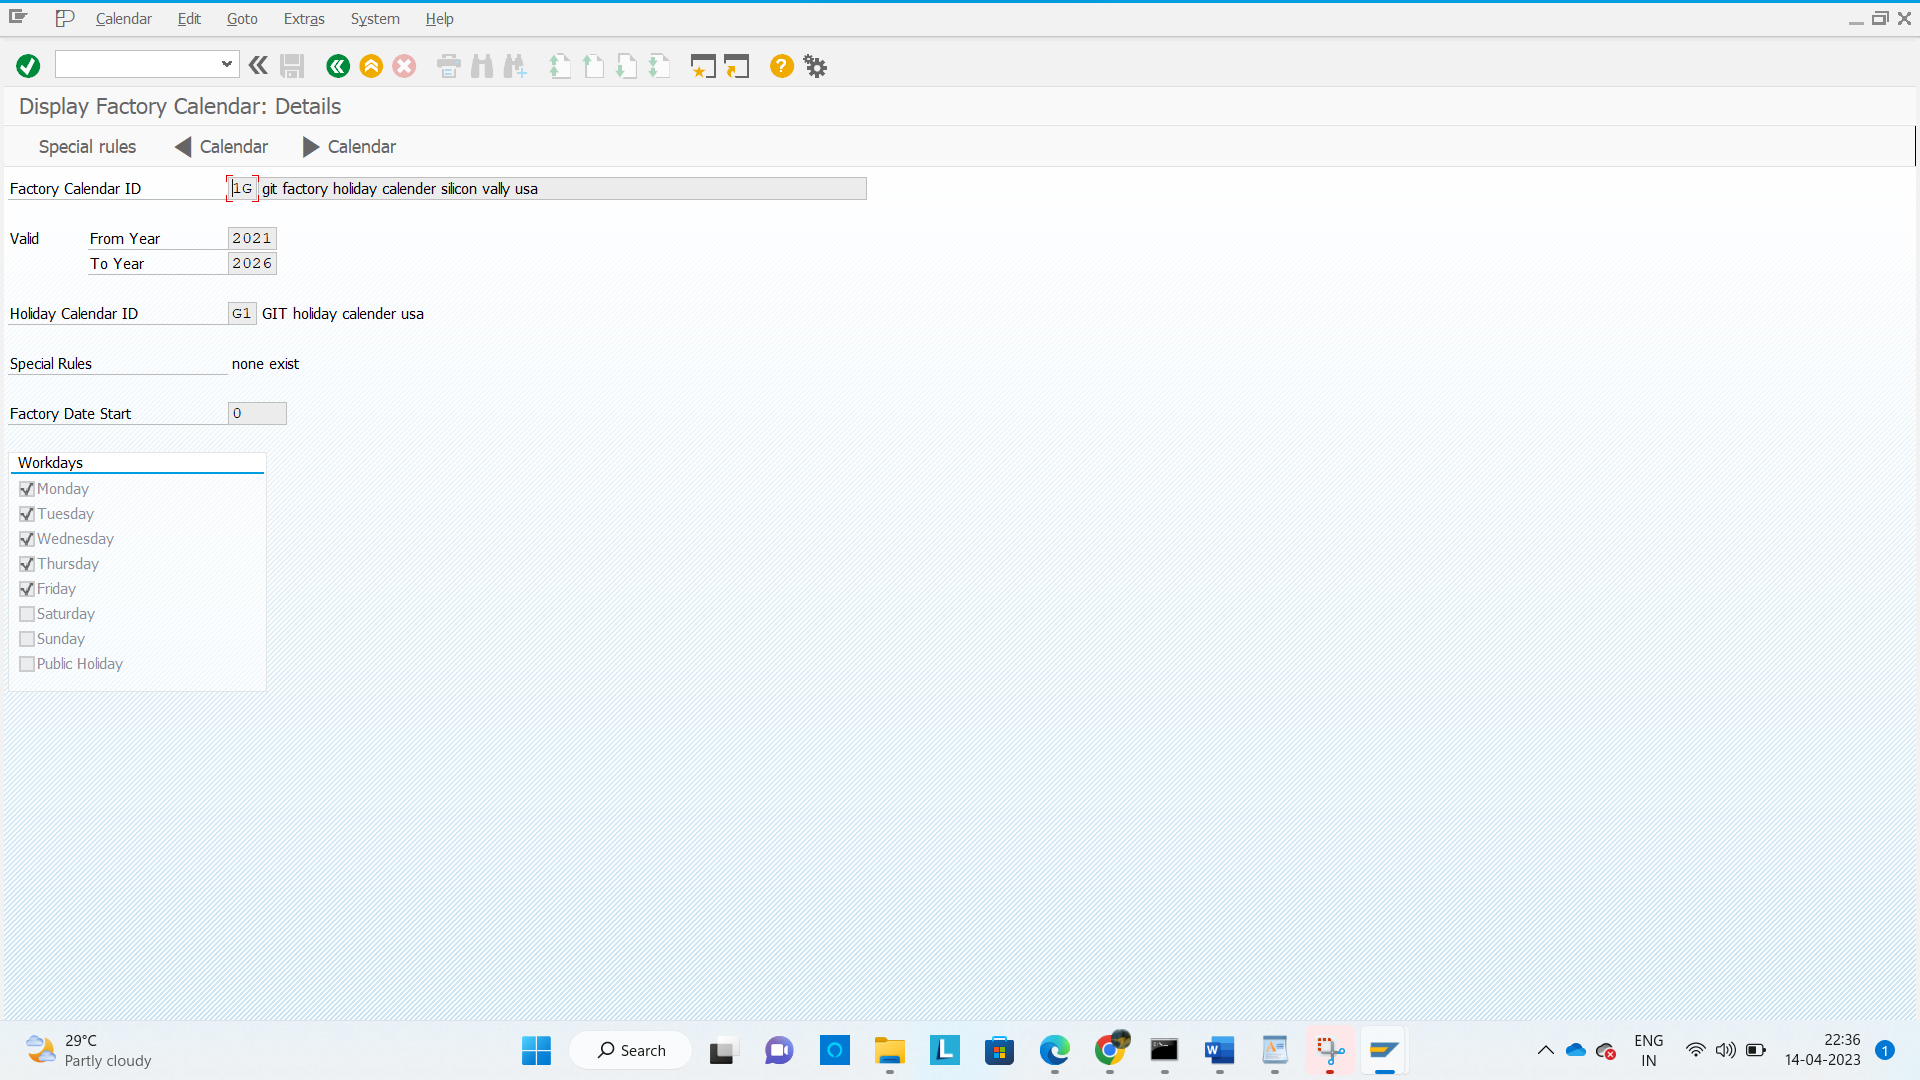 Calendar Edit Goto Extras System Help
Display Factory Calendar: Details
Special rules Calendar Calendar
Factory Calendar ID 1G git factory holiday calender silicon vally usa
Valid From Year 2021
To Year 2026
Holiday Calendar ID G1 GIT holiday calender usa
Special Rules none exist
Factory Date Start 0
Workdays
Monday
Tuesday
Wednesday
Thursday
Friday
Saturday
Sunday
Public Holiday
29°C
Partly cloudy
Search
ENG
IN
22:36
14-04-2023
1